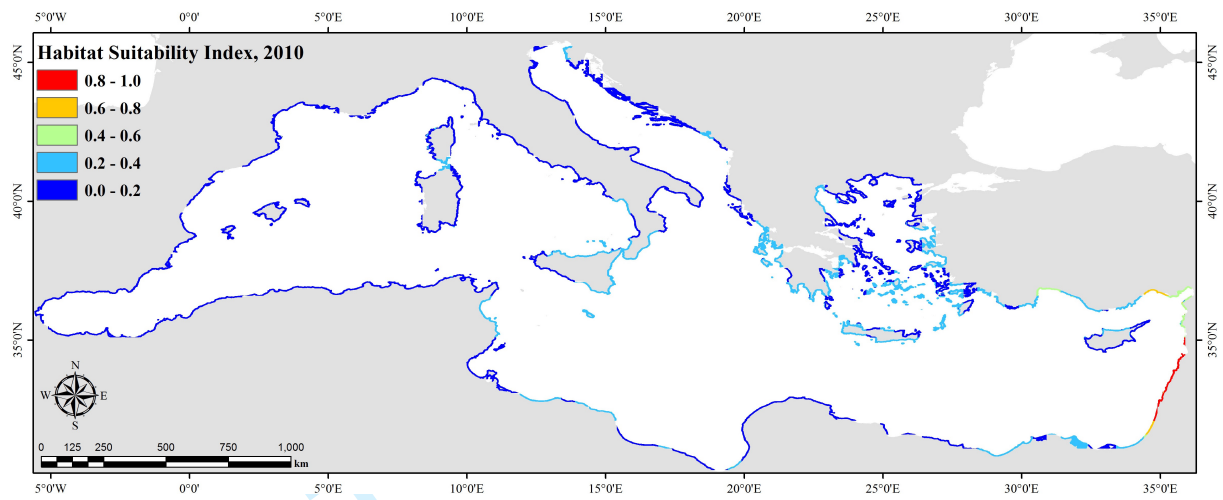 5°0'W 0°0' 5°0'E 10°0'E 15°0'E 20°0'E 25°0'E 30°0'E 35°0'E
Habitat Suitability Index, 2010
0.8 - 1.0
0.6 - 0.8
0.4 - 0.6
0.2 - 0.4
0.0 - 0.2
45°0'N 45°0'N
40°0'N 40°0'N
35°0'N 35°0'N
N
W E
S
0 125 250 500 750 1,000
km
5°0'W 0°0' 5°0'E 10°0'E 15°0'E 20°0'E 25°0'E 30°0'E 35°0'E